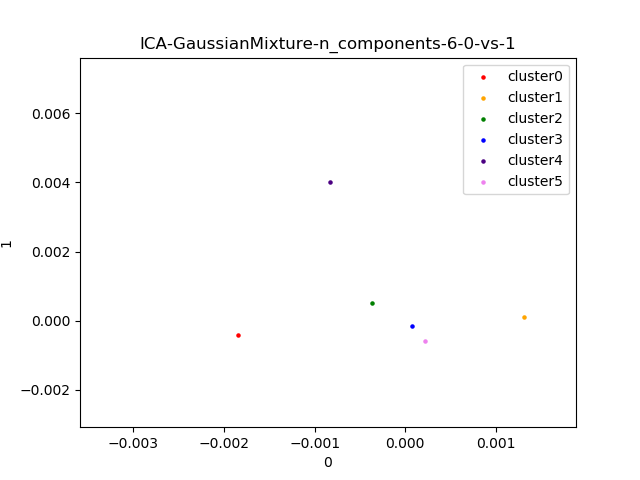 ICA-GaussianMixture-n_components-6-0-vs-1
cluster0
cluster1
cluster2
cluster3
cluster4
cluster5
0.006
0.004
0.002
0.000
−0.002
1
−0.003
−0.002
−0.001
0.000
0.001
0